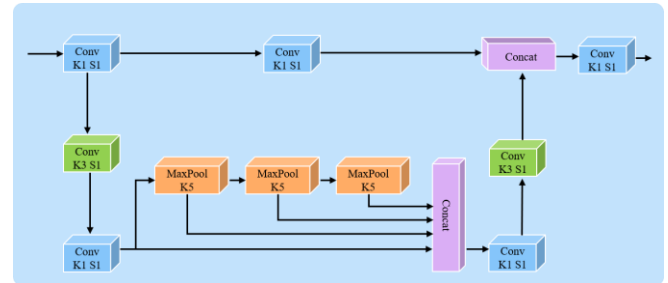 Conv
K1 S1
Conv
K1 S1
Concat
Conv
K1 S1
Conv
K3 S1
MaxPool
K5
MaxPool
K5
MaxPool
K5
Conv
K3 S1
Concat
Conv
K1 S1
Conv
K1 S1